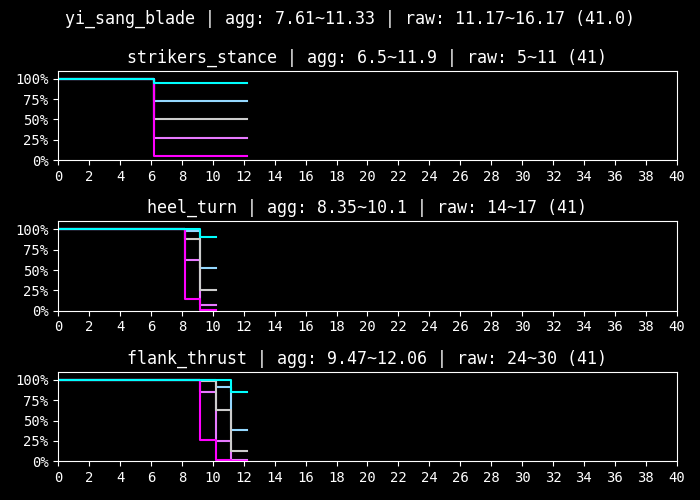 yi_sang_blade | agg: 7.61~11.33 | raw: 11.17~16.17 (41.0)
strikers_stance | agg: 6.5~11.9 | raw: 5~11 (41)
100%
75%
50%
25%
0%
0 2 4 6 8 10 12 14 16 18 20 22 24 26 28 30 32 34 36 38 40
heel_turn | agg: 8.35~10.1 | raw: 14~17 (41)
100%
75%
50%
25%
0%
0 2 4 6 8 10 12 14 16 18 20 22 24 26 28 30 32 34 36 38 40
flank_thrust | agg: 9.47~12.06 | raw: 24~30 (41)
100%
75%
50%
25%
0%
0 2 4 6 8 10 12 14 16 18 20 22 24 26 28 30 32 34 36 38 40